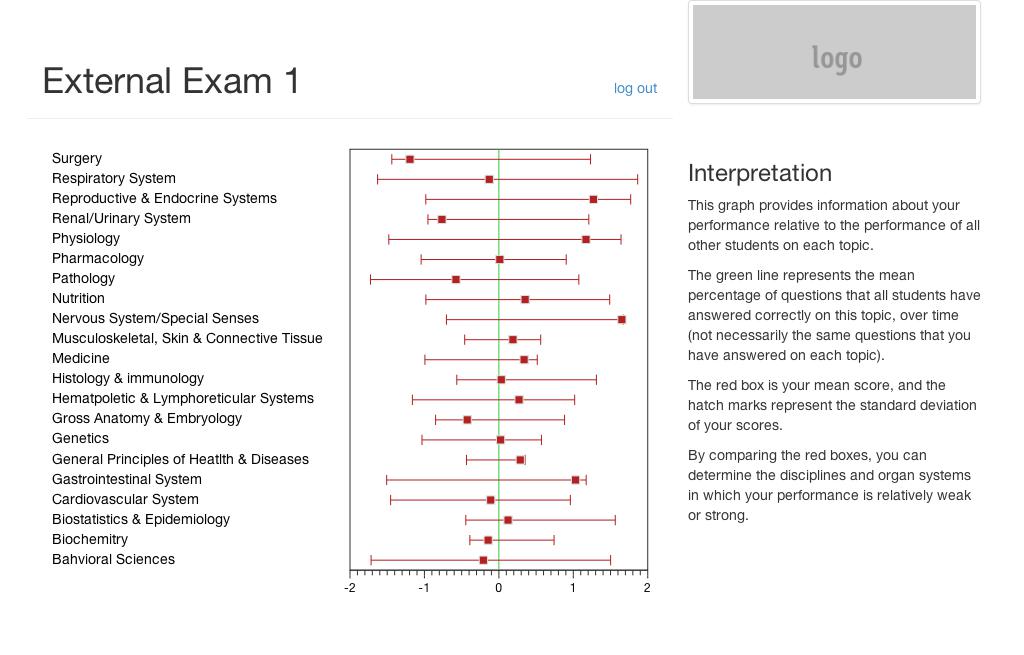 logo
External Exam 1
log out
Surgery
Respiratory System
Reproductive & Endocrine Systems
Renal/Urinary System
Physiology
Pharmacology
Pathology
Nutrition
Nervous System/Special Senses
Musculoskeletal, Skin & Connective Tissue
Medicine
Histology & immunology
Hematpoletic & Lymphoreticular Systems
Gross Anatomy & Embryology
Genetics
General Principles of Heatlth & Diseases
Gastrointestinal System
Cardiovascular System
Biostatistics & Epidemiology
Biochemistry
Bahvioral Sciences
-2 -1 0 1 2
Interpretation
This graph provides information about your
performance relative to the performance of all
other students on each topic.
The green line represents the mean
percentage of questions that all students have
answered correctly on this topic, over time
(not necessarily the same questions that you
have answered on each topic).
The red box is your mean score, and the
hatch marks represent the standard deviation
of your scores.
By comparing the red boxes, you can
determine the disciplines and organ systems
in which your performance is relatively weak
or strong.